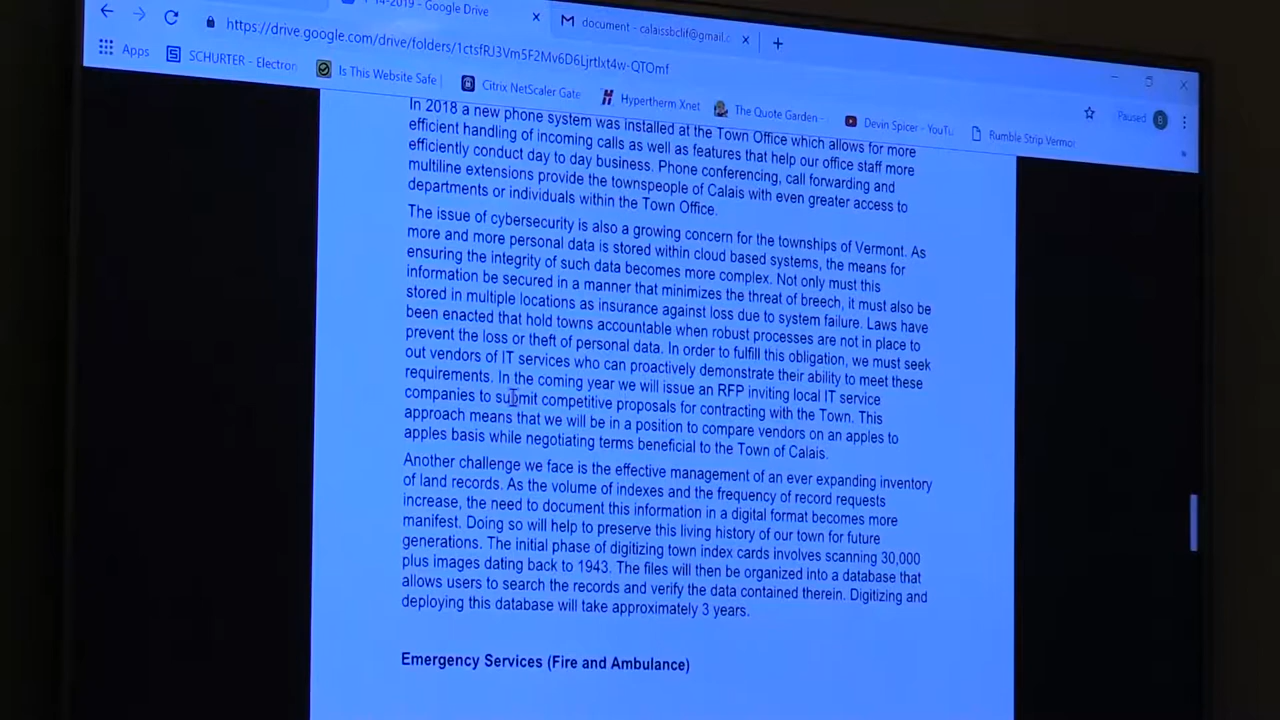 14-2019 - Google Drive
document - calaissbclif@gmail.c
https://drive.google.com/drive/folders/1ctsfRJ3Vm5F2Mv6D6Ljrtlxt4w-QTOmf
Paused B
Apps SCHURTER - Electron Is This Website Safe Citrix NetScaler Gate Hypertherm Xnet The Quote Garden - Devin Spicer - YouTu Rumble Strip Vermon
In 2018 a new phone system was installed at the Town Office which allows for more
efficient handling of incoming calls as well as features that help our office staff more
efficiently conduct day to day business. Phone conferencing, call forwarding and
multiline extensions provide the townspeople of Calais with even greater access to
departments or individuals within the Town Office.
The issue of cybersecurity is also a growing concern for the townships of Vermont. As
more and more personal data is stored within cloud based systems, the means for
ensuring the integrity of such data becomes more complex. Not only must this
information be secured in a manner that minimizes the threat of breech, it must also be
stored in multiple locations as insurance against loss due to system failure. Laws have
been enacted that hold towns accountable when robust processes are not in place to
prevent the loss or theft of personal data. In order to fulfill this obligation, we must seek
out vendors of IT services who can proactively demonstrate their ability to meet these
requirements. In the coming year we will issue an RFP inviting local IT service
companies to submit competitive proposals for contracting with the Town. This
approach means that we will be in a position to compare vendors on an apples to
apples basis while negotiating terms beneficial to the Town of Calais.
Another challenge we face is the effective management of an ever expanding inventory
of land records. As the volume of indexes and the frequency of record requests
increase, the need to document this information in a digital format becomes more
manifest. Doing so will help to preserve this living history of our town for future
generations. The initial phase of digitizing town index cards involves scanning 30,000
plus images dating back to 1943. The files will then be organized into a database that
allows users to search the records and verify the data contained therein. Digitizing and
deploying this database will take approximately 3 years.
Emergency Services (Fire and Ambulance)